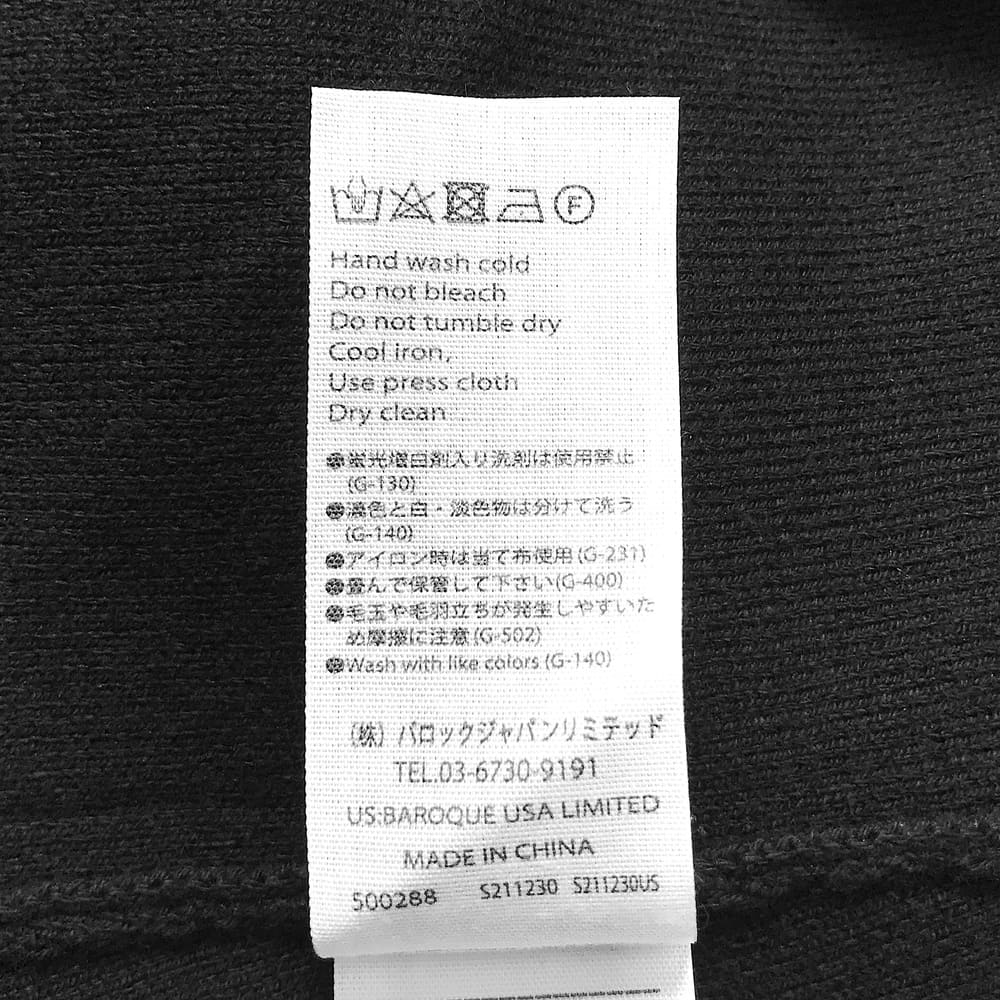 F
Hand wash cold
Do not bleach
Do not tumble dry
Cool iron,
Use press cloth
Dry clean
●蛍光増白剤入り洗剤は使用禁止
(G-130)
●濃色と白・淡色物は分けて洗う
(G-140)
●アイロン時は当て布使用(G-231)
●畳んで保管して下さい(G-400)
●毛玉や毛羽立ちが発生しやすいた
め摩擦に注意(G-502)
●Wash with like colors (G-140)
(株) バロックジャパンリミテッド
TEL.03-6730-9191
US:BAROQUE USA LIMITED
MADE IN CHINA
500288 S211230 S211230US